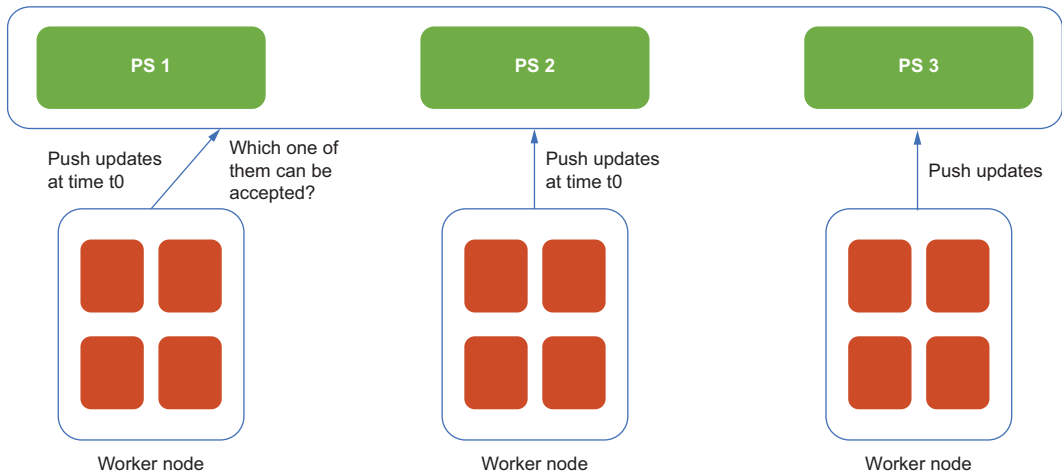 PS 1
PS 2
PS 3
Push updates
at time t0
Which one of
them can be
accepted?
Push updates
at time t0
Push updates
Worker node
Worker node
Worker node